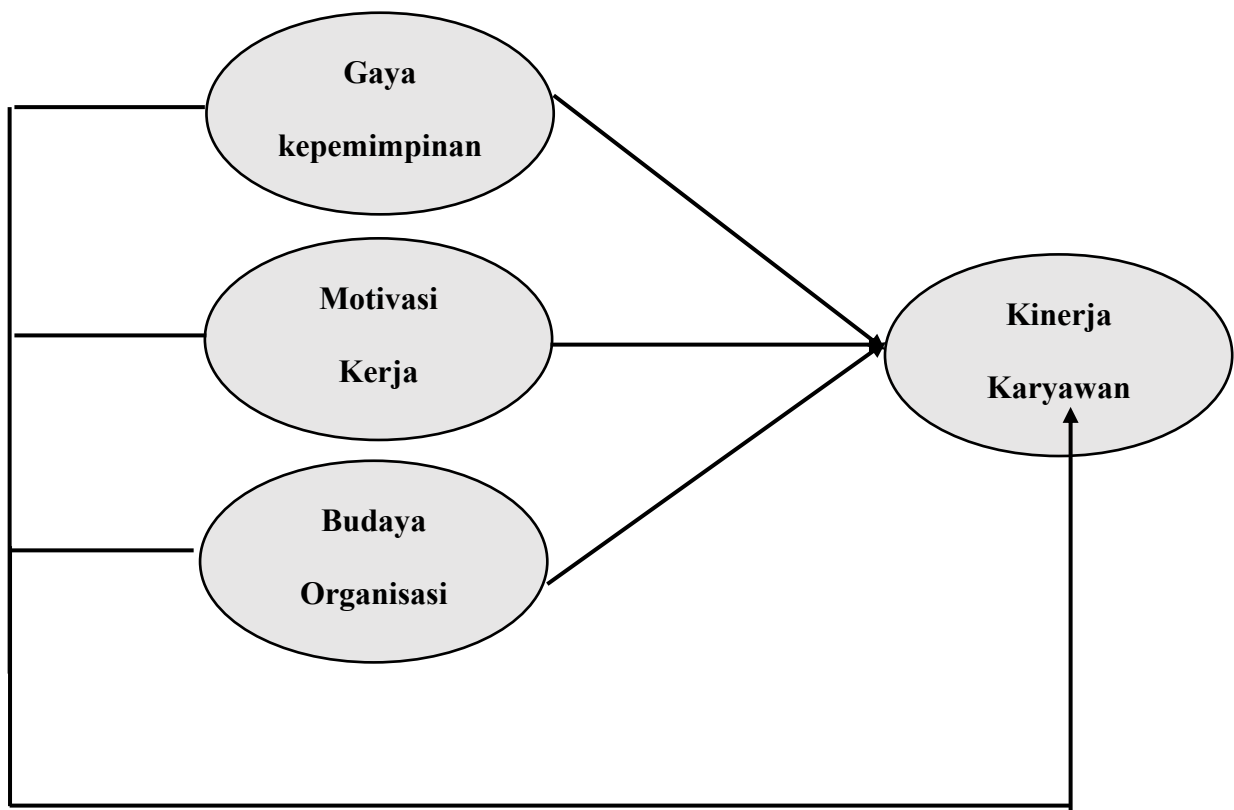 Gaya
kepemimpinan
Motivasi
Kerja
Budaya
Organisasi
Kinerja
Karyawan